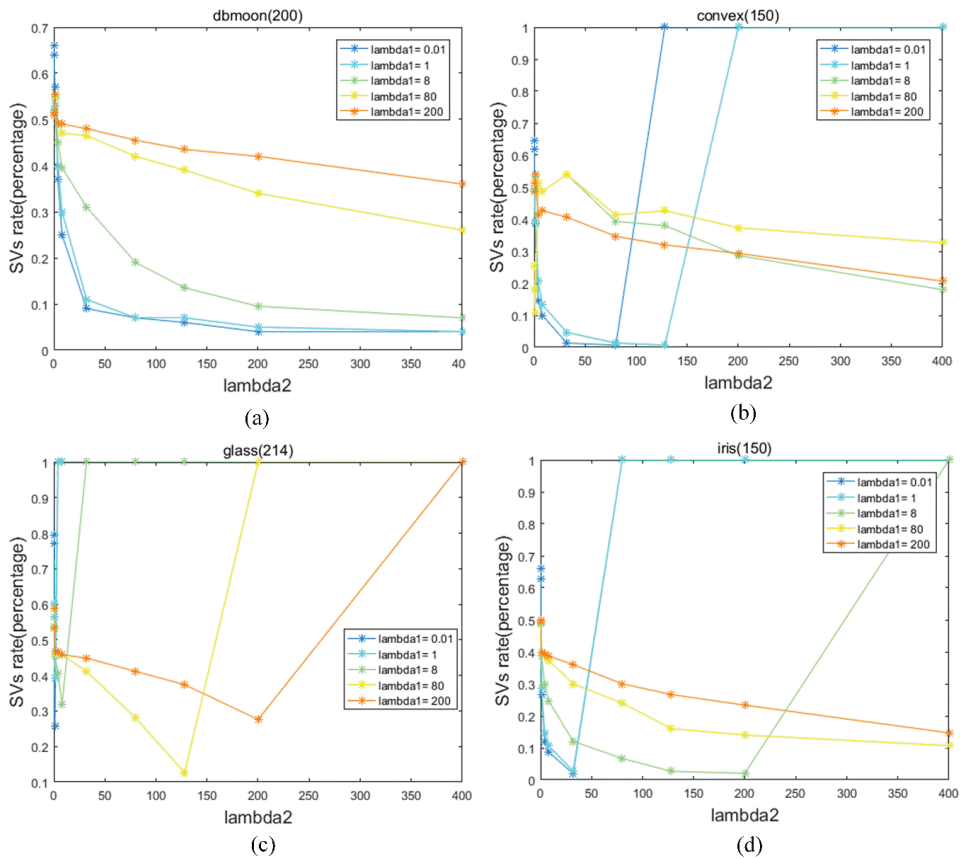 dbmoon(200)
0.7
0.6
0.5
0.4
0.3
0.2
0.1
0
SVs rate(percentage)
lambda1= 0.01
lambda1= 1
lambda1= 8
lambda1= 80
lambda1= 200
0 50 100 150 200 250 300 350 400
lambda2
(a)
convex(150)
1
0.9
0.8
0.7
0.6
0.5
0.4
0.3
0.2
0.1
0
SVs rate(percentage)
lambda1= 0.01
lambda1= 1
lambda1= 8
lambda1= 80
lambda1= 200
0 50 100 150 200 250 300 350 400
lambda2
(b)
glass(214)
1
0.9
0.8
0.7
0.6
0.5
0.4
0.3
0.2
0.1
SVs rate(percentage)
lambda1= 0.01
lambda1= 1
lambda1= 8
lambda1= 80
lambda1= 200
0 50 100 150 200 250 300 350 400
lambda2
(c)
iris(150)
1
0.9
0.8
0.7
0.6
0.5
0.4
0.3
0.2
0.1
0
SVs rate(percentage)
lambda1= 0.01
lambda1= 1
lambda1= 8
lambda1= 80
lambda1= 200
0 50 100 150 200 250 300 350 400
lambda2
(d)